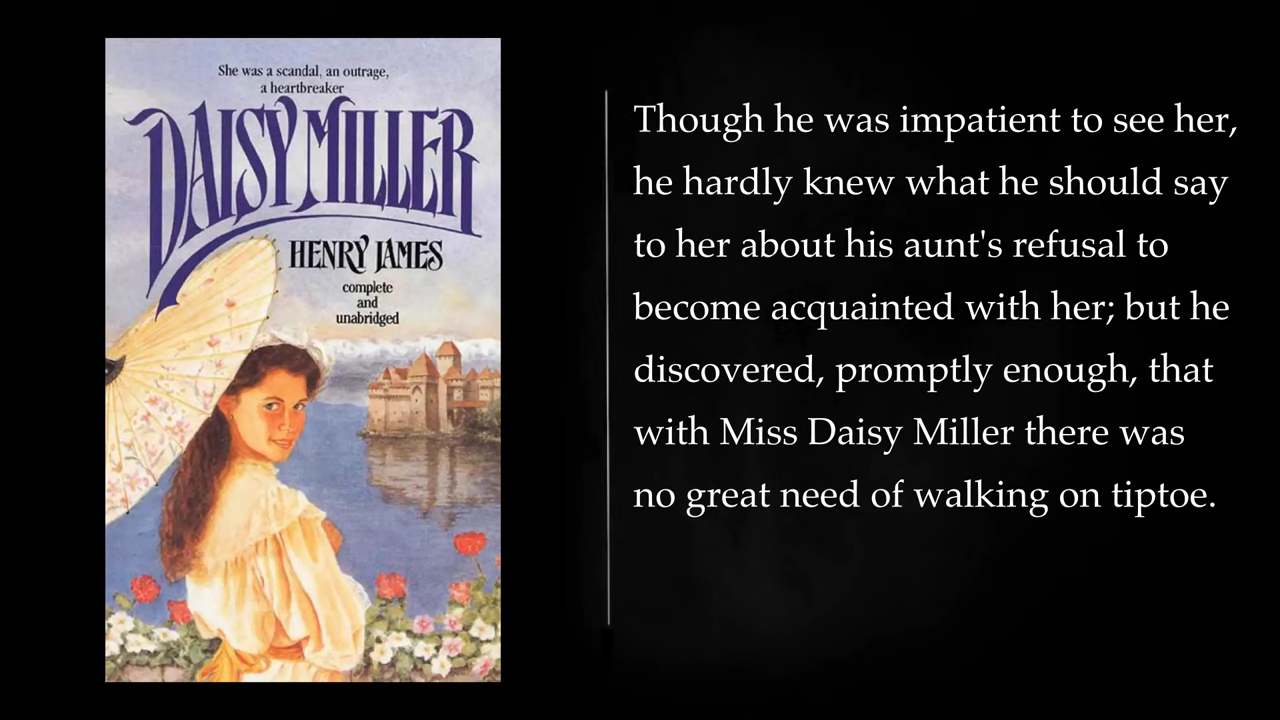 She was a scandal, an outrage,
a heartbreaker
DAISY MILLER
HENRY JAMES
complete
and
unabridged
Though he was impatient to see her,
he hardly knew what he should say
to her about his aunt's refusal to
become acquainted with her; but he
discovered, promptly enough, that
with Miss Daisy Miller there was
no great need of walking on tiptoe.